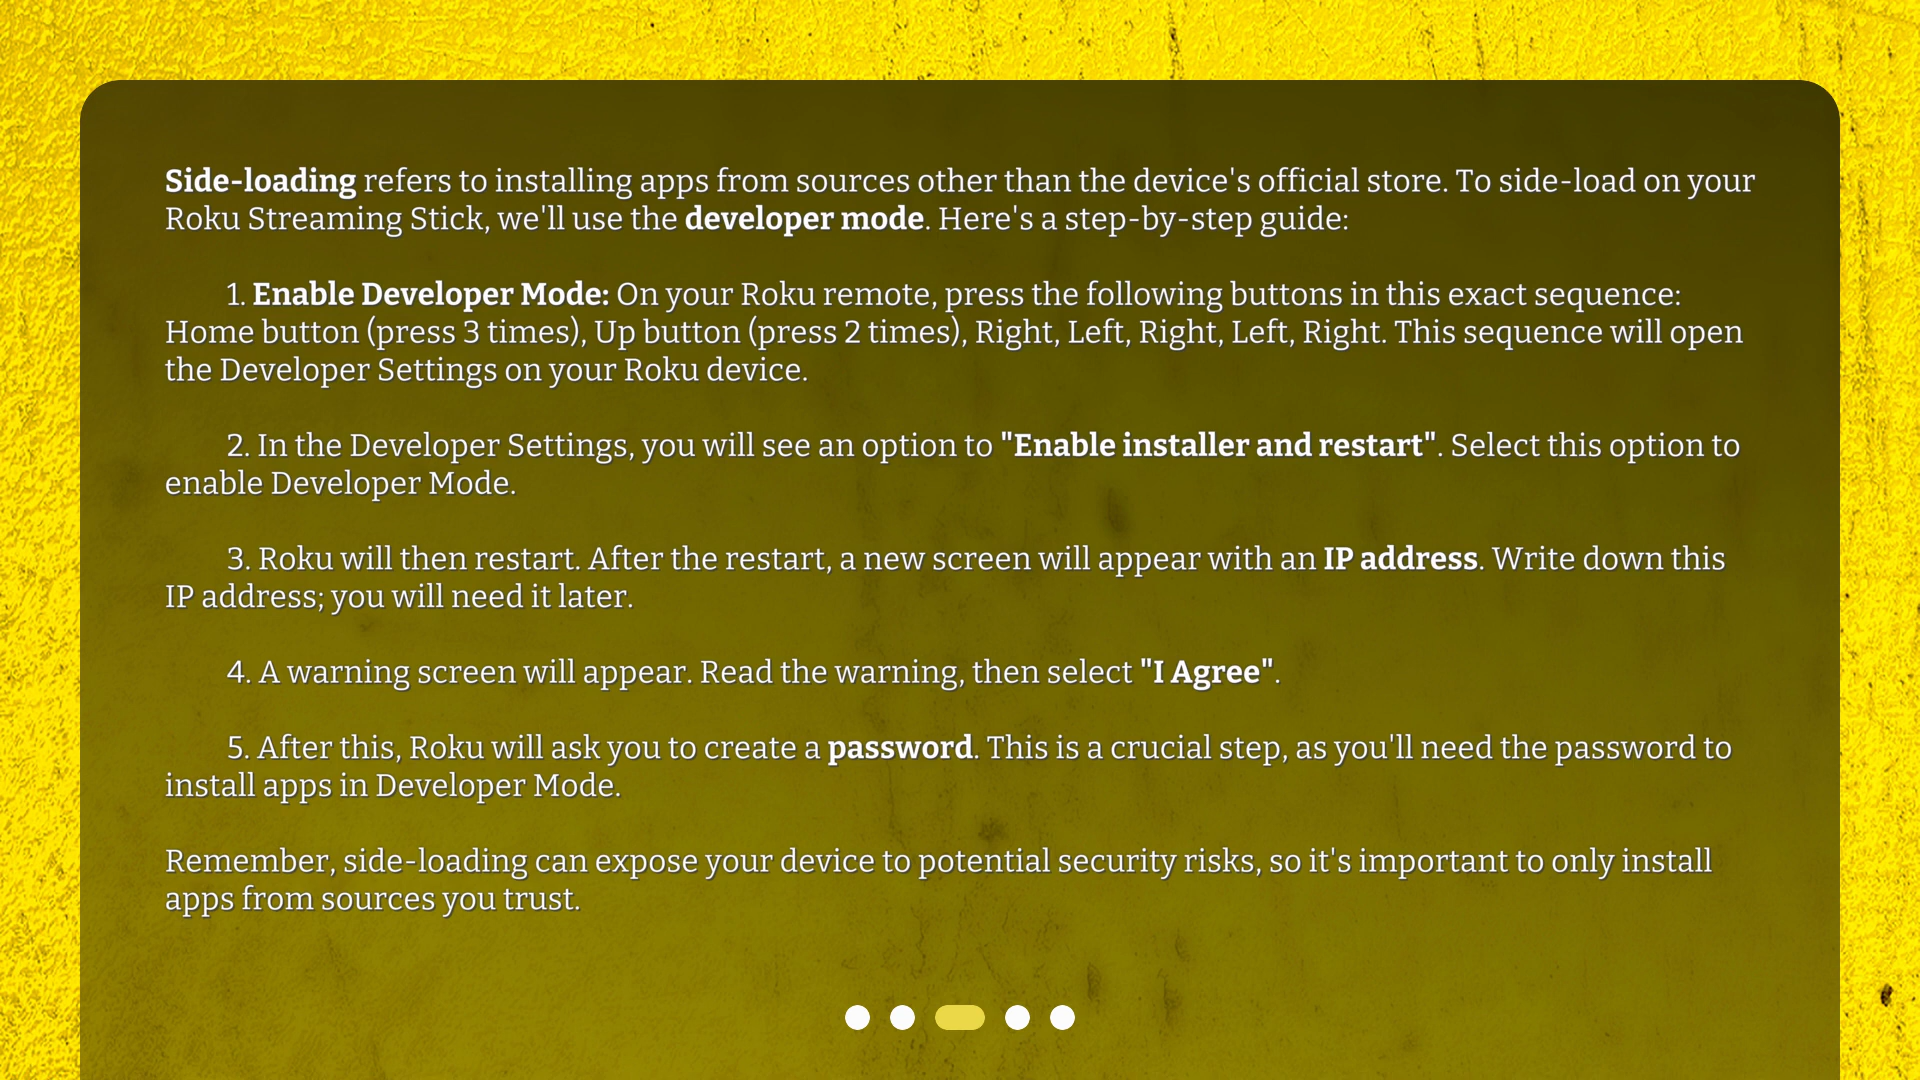 Side-loading refers to installing apps from sources other than the device's official store. To side-load on your
Roku Streaming Stick, we'll use the developer mode. Here's a step-by-step guide:
1. Enable Developer Mode: On your Roku remote, press the following buttons in this exact sequence:
Home button (press 3 times), Up button (press 2 times), Right, Left, Right, Left, Right. This sequence will open
the Developer Settings on your Roku device.
2. In the Developer Settings, you will see an option to "Enable installer and restart". Select this option to
enable Developer Mode.
3. Roku will then restart. After the restart, a new screen will appear with an IP address. Write down this
IP address; you will need it later.
4. A warning screen will appear. Read the warning, then select "I Agree".
5. After this, Roku will ask you to create a password. This is a crucial step, as you'll need the password to
install apps in Developer Mode.
Remember, side-loading can expose your device to potential security risks, so it's important to only install
apps from sources you trust.